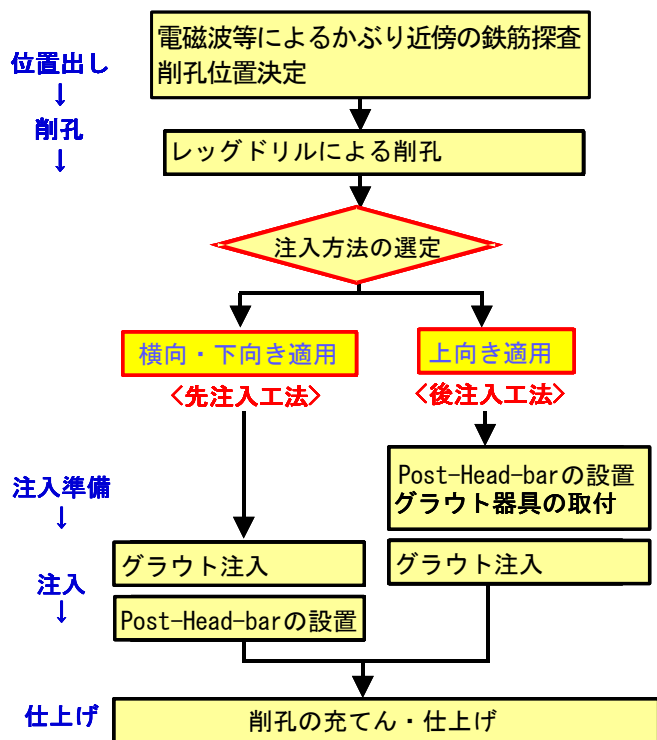 電磁波等によるかぶり近傍の鉄筋探査
削孔位置決定
位置出し
↓
削孔
↓
レッグドリルによる削孔
注入方法の選定
横向・下向き適用
上向き適用
<先注入工法>
<後注入工法>
Post-Head-barの設置
グラウト器具の取付
注入準備
↓
グラウト注入
グラウト注入
注入
↓
Post-Head-barの設置
仕上げ
削孔の充てん・仕上げ